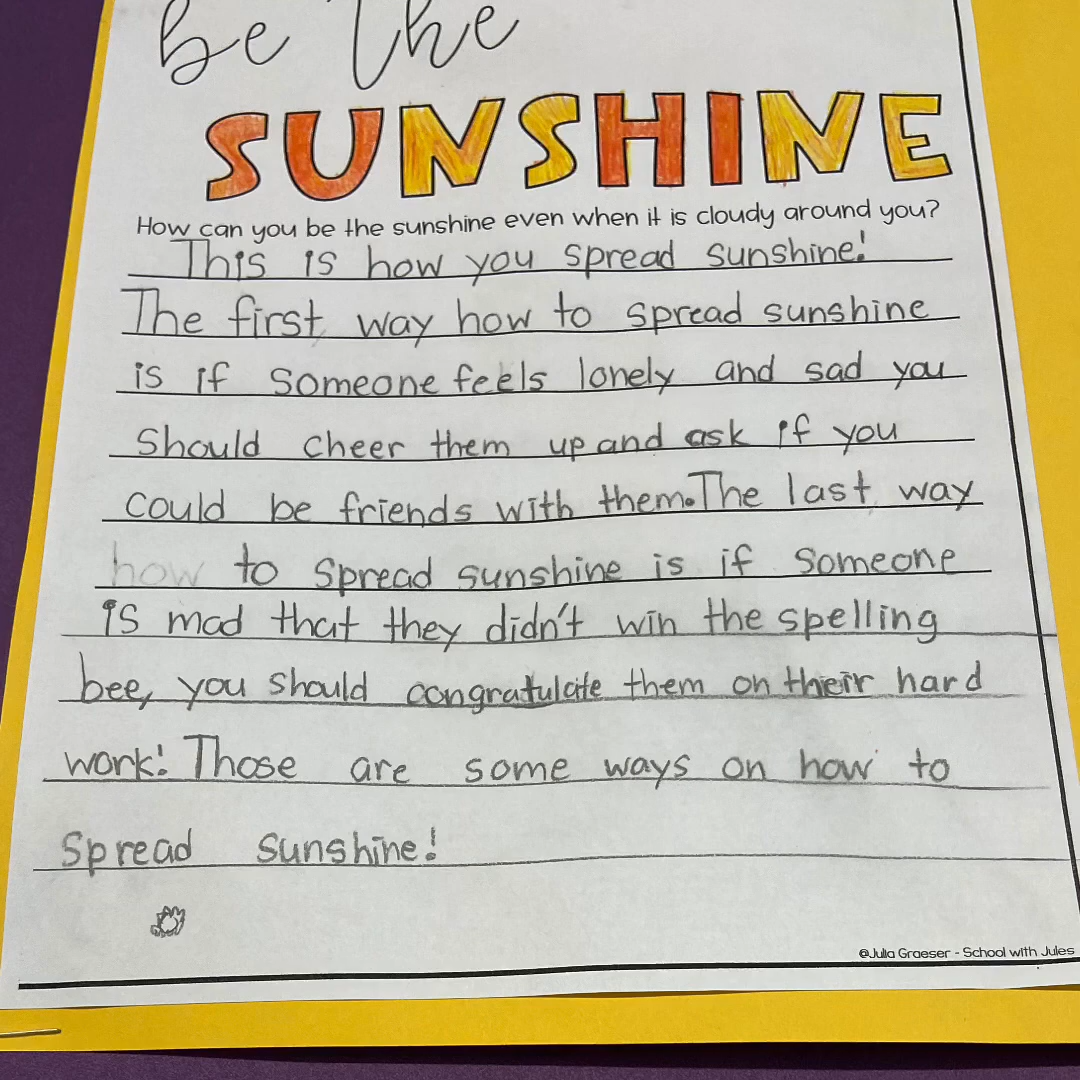 be the
SUNSHINE
How can you be the sunshine even when it is cloudy around you?
This is how you spread sunshine!
The first way how to spread sunshine
is if someone feels lonely and sad you
should cheer them up and ask if you
could be friends with them. The last way
how to spread sunshine is if someone
is mad that they didn't win the spelling
bee, you should congratulate them on their hard
work! Those are some ways on how to
spread sunshine!
@Julia Graeser - School with Jules